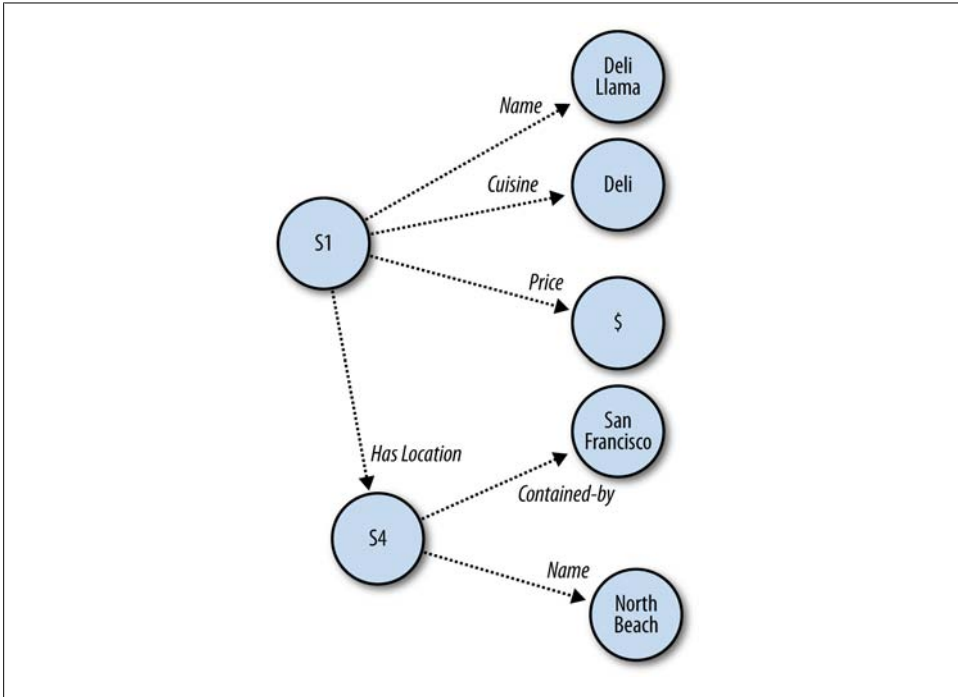 Deli
Llama
Name
Cuisine
Deli
S1
Price
$
San
Francisco
Has Location
Contained-by
S4
Name
North
Beach